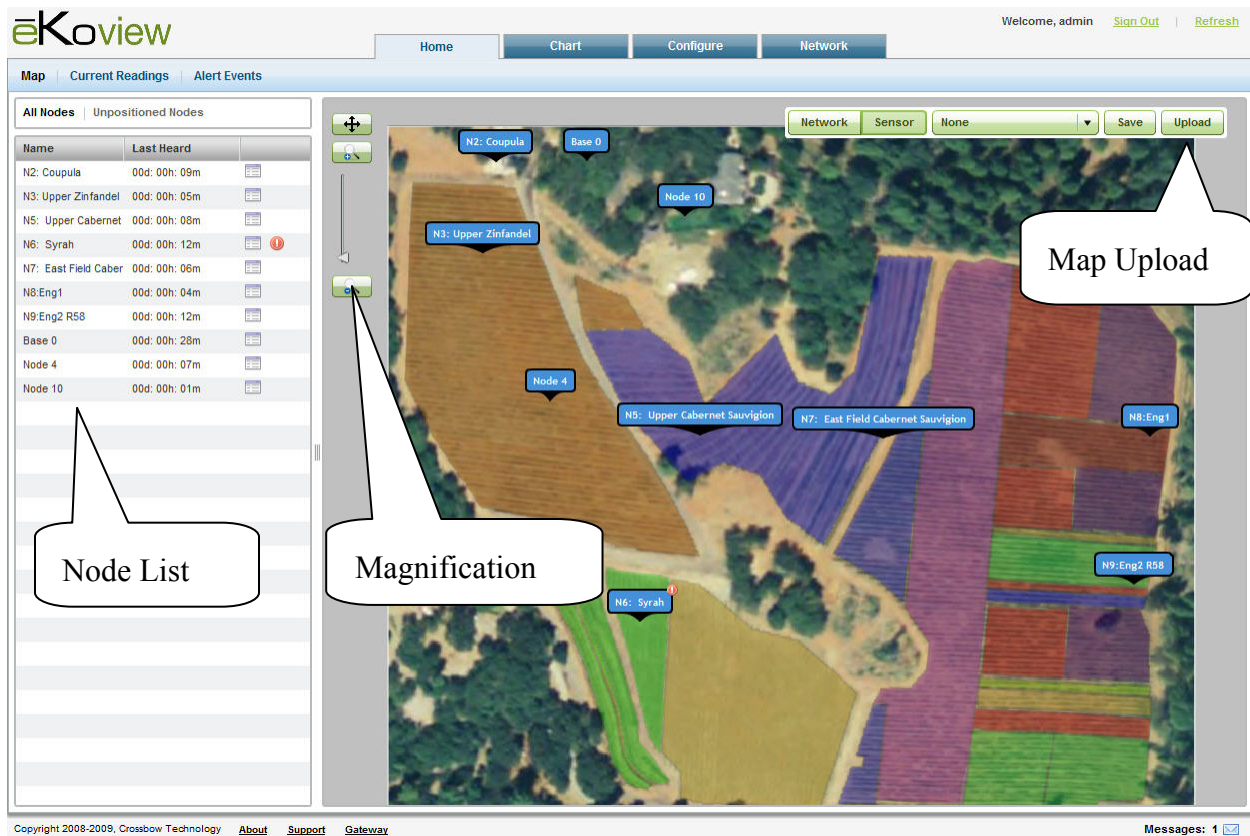 ēKoview
Welcome, admin Sign Out | Refresh
Home Chart Configure Network
Map | Current Readings | Alert Events
All Nodes | Unpositioned Nodes
Name Last Heard
N2: Coupula 00d: 00h: 09m
N3: Upper Zinfandel 00d: 00h: 05m
N5: Upper Cabernet 00d: 00h: 08m
N6: Syrah 00d: 00h: 12m
N7: East Field Caber 00d: 00h: 06m
N8:Eng1 00d: 00h: 04m
N9:Eng2 R58 00d: 00h: 12m
Base 0 00d: 00h: 28m
Node 4 00d: 00h: 07m
Node 10 00d: 00h: 01m
Node List
Magnification
Network Sensor None Save Upload
Map Upload
N2: Coupula
Base 0
Node 10
N3: Upper Zinfandel
Node 4
N5: Upper Cabernet Sauvigion
N7: East Field Cabernet Sauvigion
N8:Eng1
N9:Eng2 R58
N6: Syrah
Copyright 2008-2009, Crossbow Technology About Support Gateway
Messages: 1